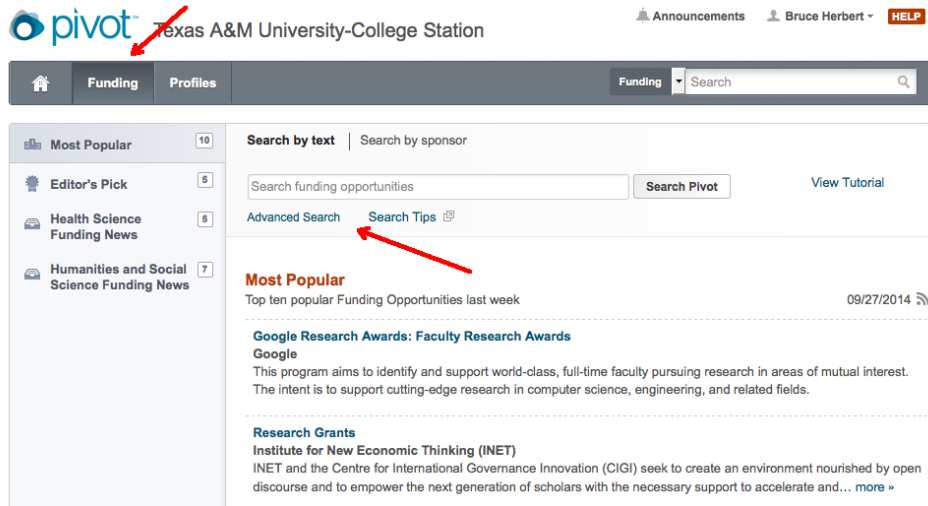 pivot™ Texas A&M University-College Station
Announcements
Bruce Herbert
HELP
Funding
Profiles
Funding
Search
Most Popular 10
Editor's Pick 5
Health Science 5
Funding News
Humanities and Social 7
Science Funding News
Search by text | Search by sponsor
Search funding opportunities
Search Pivot
View Tutorial
Advanced Search
Search Tips
Most Popular
Top ten popular Funding Opportunities last week
09/27/2014
Google Research Awards: Faculty Research Awards
Google
This program aims to identify and support world-class, full-time faculty pursuing research in areas of mutual interest.
The intent is to support cutting-edge research in computer science, engineering, and related fields.
Research Grants
Institute for New Economic Thinking (INET)
INET and the Centre for International Governance Innovation (CIGI) seek to create an environment nourished by open
discourse and to empower the next generation of scholars with the necessary support to accelerate and… more »